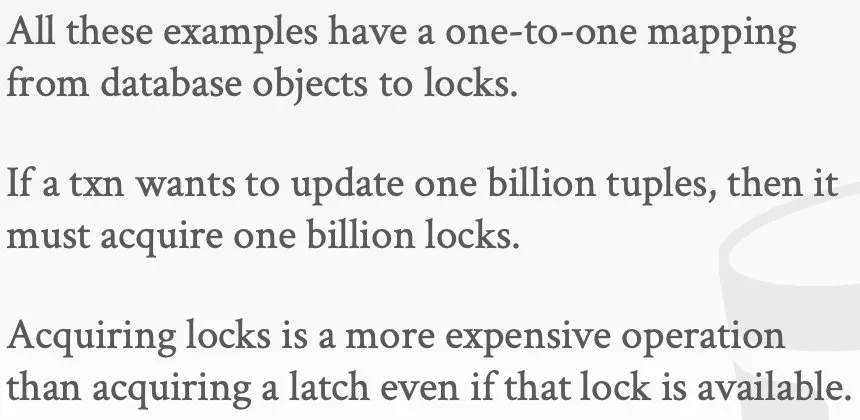 All these examples have a one-to-one mapping
from database objects to locks.
If a txn wants to update one billion tuples, then it
must acquire one billion locks.
Acquiring locks is a more expensive operation
than acquiring a latch even if that lock is available.